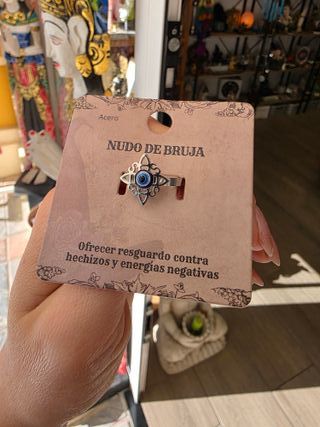 Acero
NUDO DE BRUJA
Ofrecer resguardo contra
hechizos y energías negativas